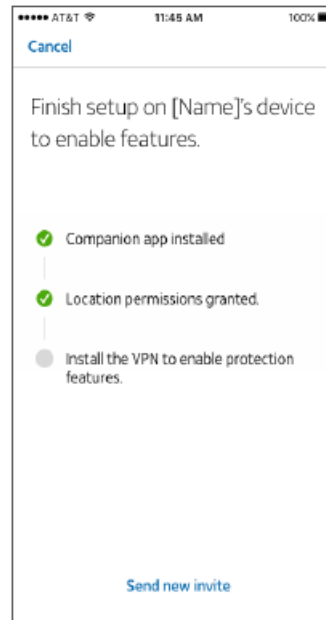 AT&T 11:45 AM 100%
Cancel
Finish setup on [Name]'s device
to enable features.
Companion app installed
Location permissions granted.
Install the VPN to enable protection
features.
Send new invite